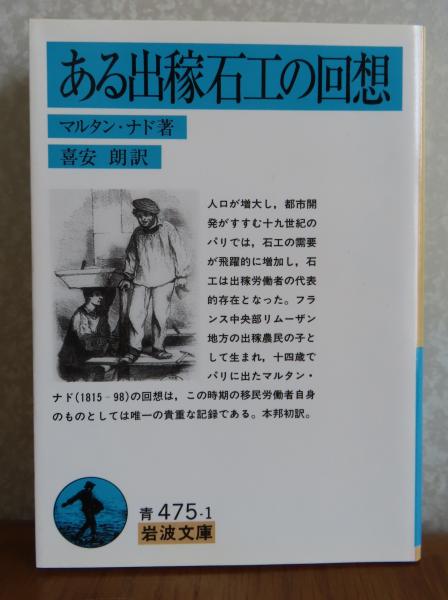 ある出稼石工の回想
マルタン・ナド著
喜安 朗訳
人口が増大し，都市開
発がすすむ十九世紀の
パリでは，石工の需要
が飛躍的に増加し，石
工は出稼労働者の代表
的存在となった。フラ
ンス中央部リムーザン
地方の出稼農民の子と
して生まれ，十四歳で
パリに出たマルタン・
ナド(1815‐98)の回想は，この時期の移民労働者自身
のものとしては唯一の貴重な記録である。本邦初訳。
青 475-1
岩波文庫